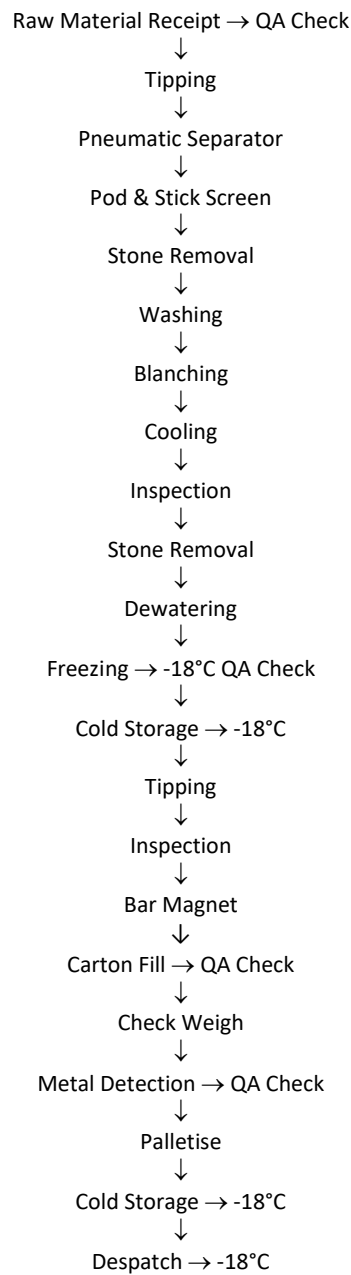 Raw Material Receipt → QA Check
↓
Tipping
↓
Pneumatic Separator
↓
Pod & Stick Screen
↓
Stone Removal
↓
Washing
↓
Blanching
↓
Cooling
↓
Inspection
↓
Stone Removal
↓
Dewatering
↓
Freezing → -18°C QA Check
↓
Cold Storage → -18°C
↓
Tipping
↓
Inspection
↓
Bar Magnet
↓
Carton Fill → QA Check
↓
Check Weigh
↓
Metal Detection → QA Check
↓
Palletise
↓
Cold Storage → -18°C
↓
Despatch → -18°C